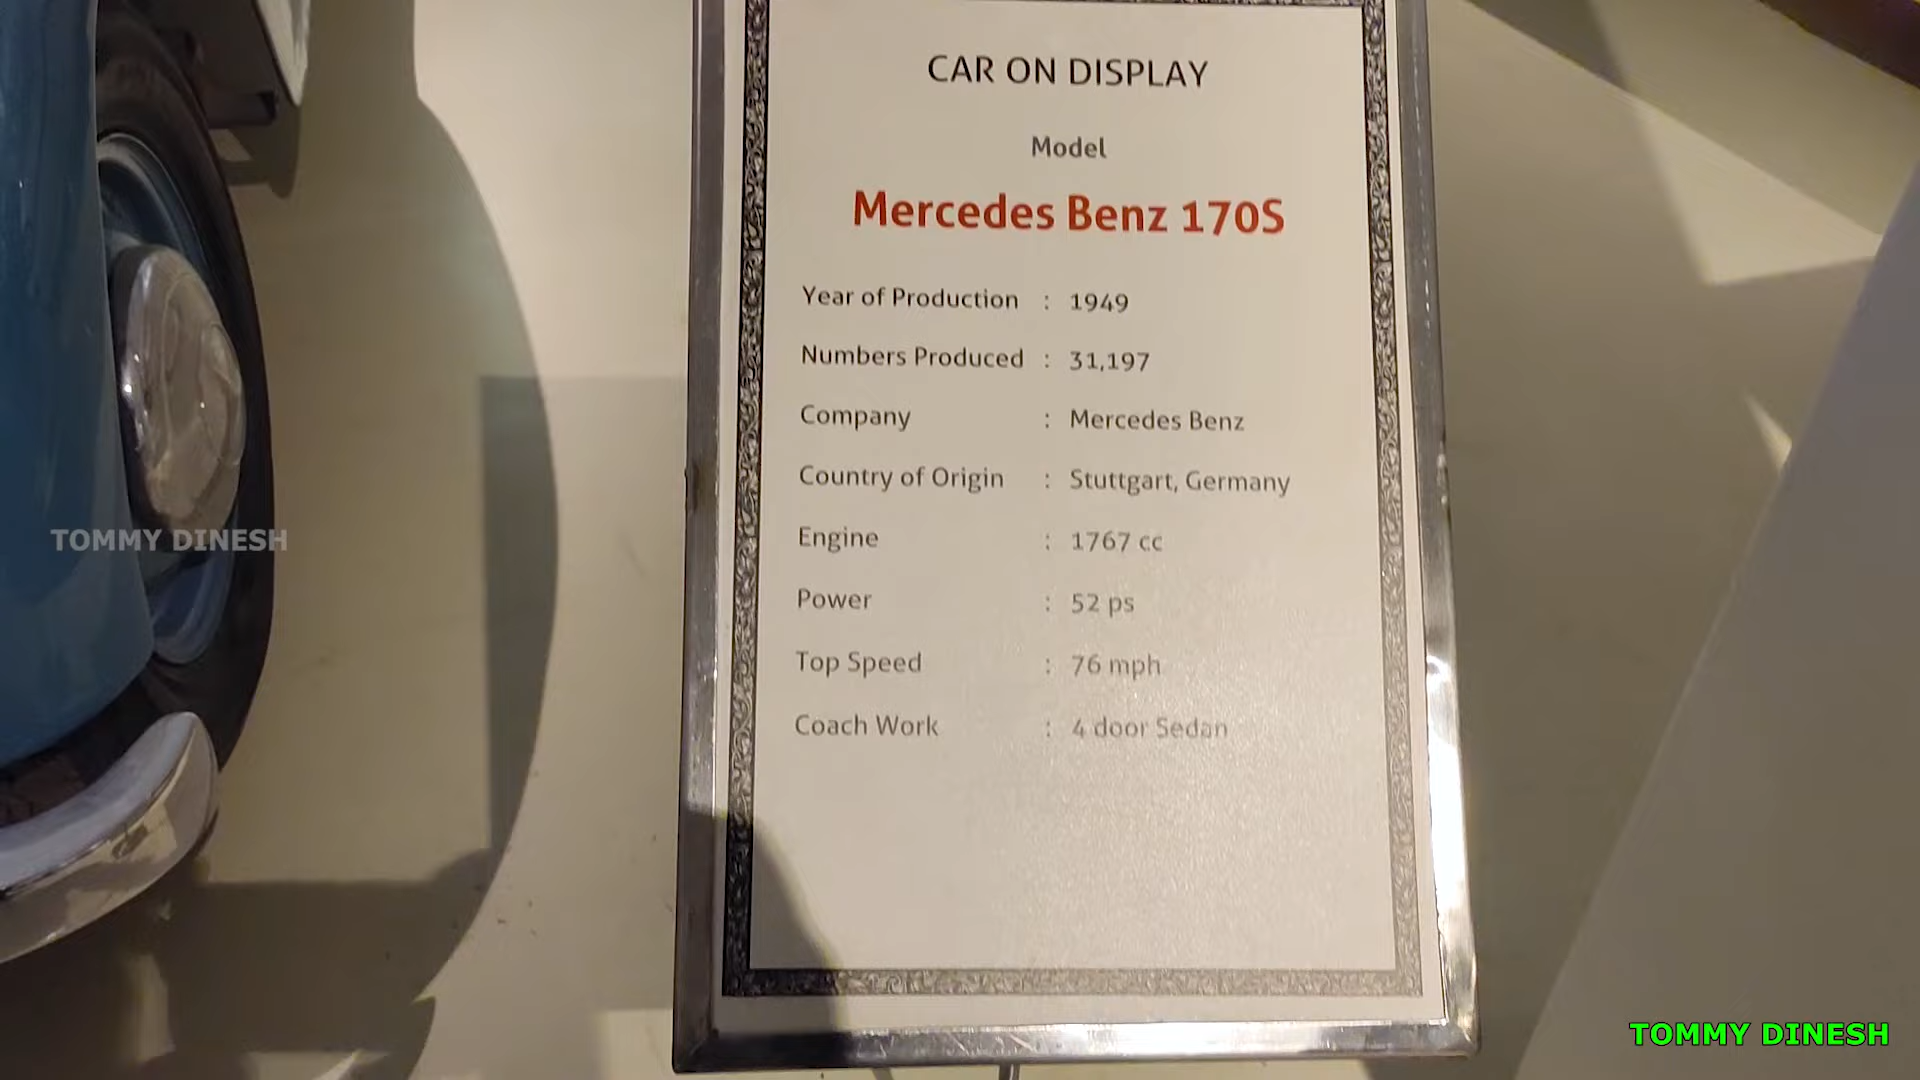 CAR ON DISPLAY
Model
Mercedes Benz 170S
Year of Production : 1949
Numbers Produced : 31,197
Company : Mercedes Benz
Country of Origin : Stuttgart, Germany
Engine : 1767 cc
Power : 52 ps
Top Speed : 76 mph
Coach Work : 4 door Sedan
TOMMY DINESH
TOMMY DINESH